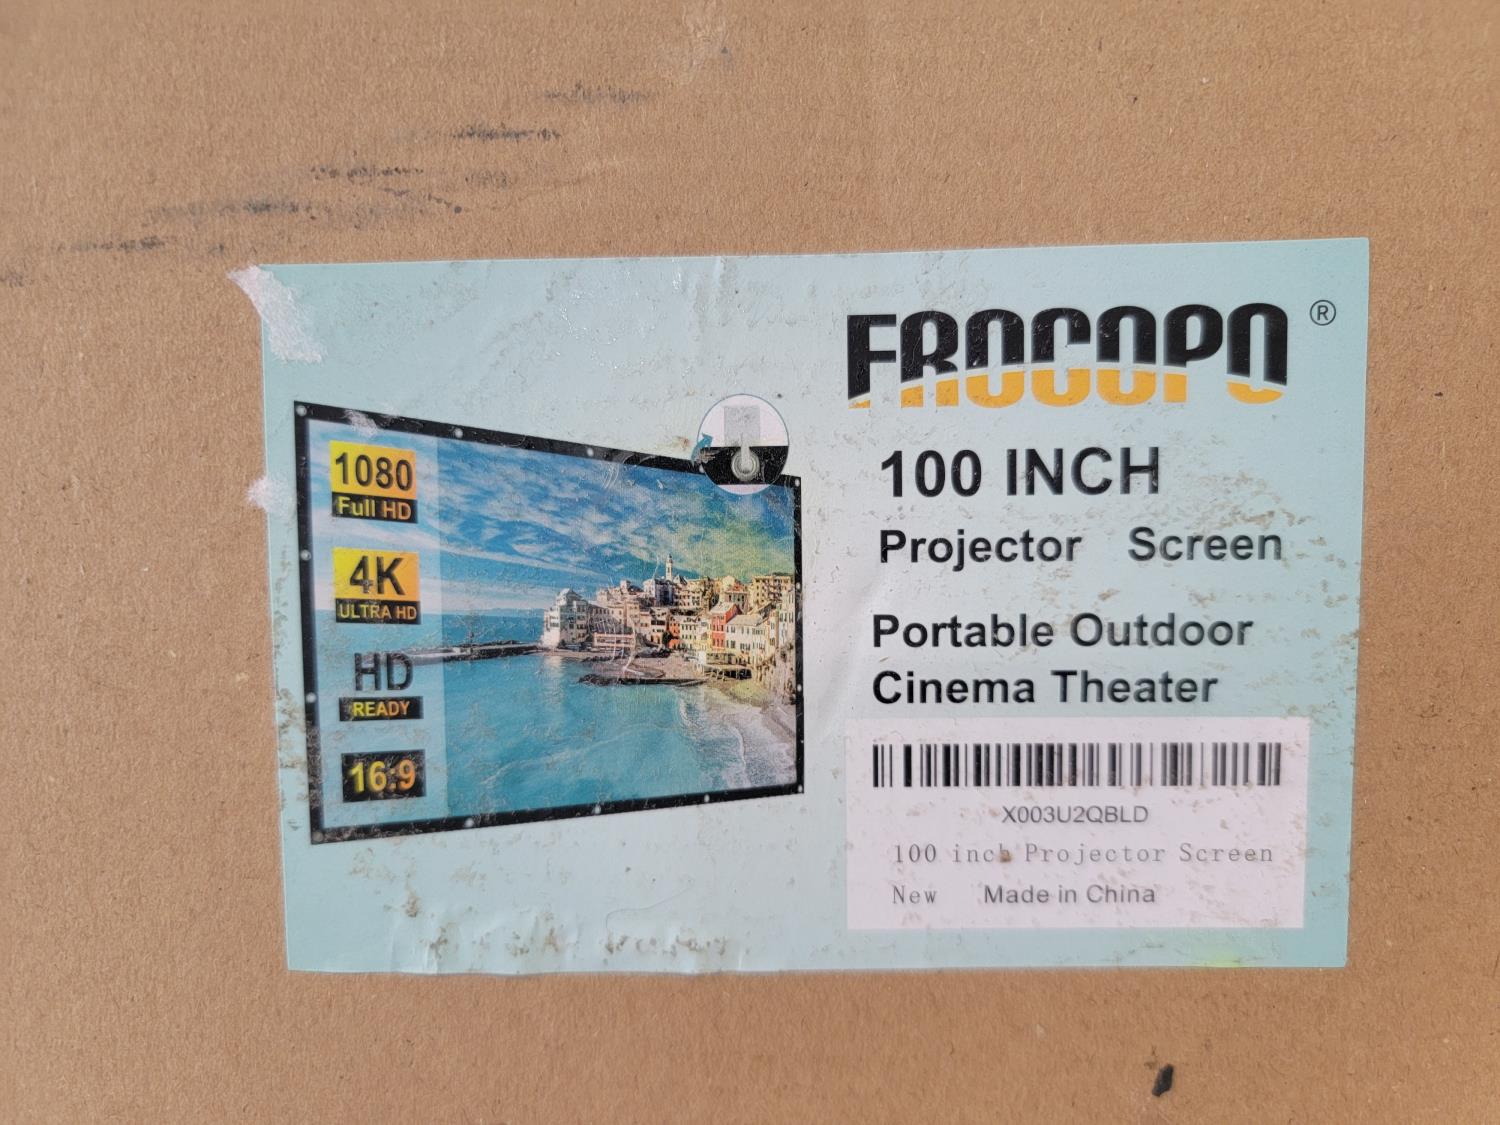 FROCOPO®
100 INCH
Projector Screen
Portable Outdoor
Cinema Theater
1080
Full HD
4K
ULTRA HD
HD
READY
16:9
X003U2QBLD
100 inch Projector Screen
New Made in China